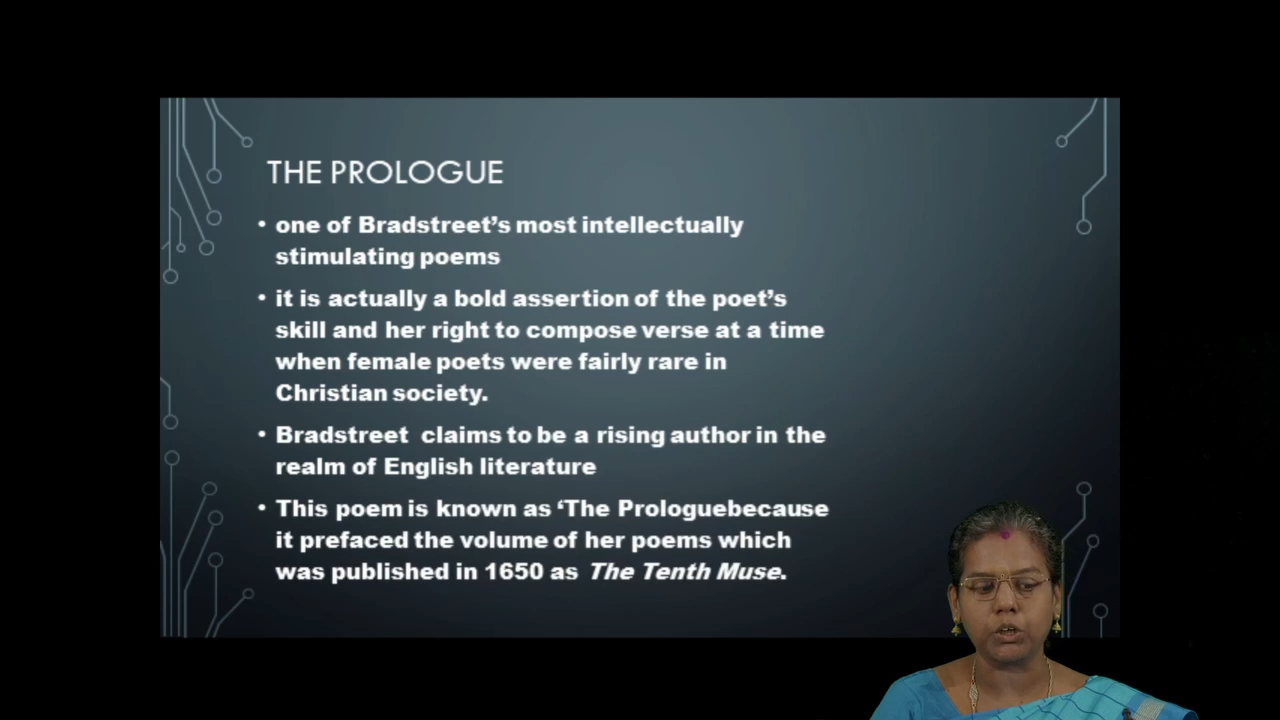 THE PROLOGUE
• one of Bradstreet’s most intellectually
stimulating poems
• it is actually a bold assertion of the poet’s
skill and her right to compose verse at a time
when female poets were fairly rare in
Christian society.
• Bradstreet claims to be a rising author in the
realm of English literature
• This poem is known as ‘The Prologuebecause
it prefaced the volume of her poems which
was published in 1650 as The Tenth Muse.